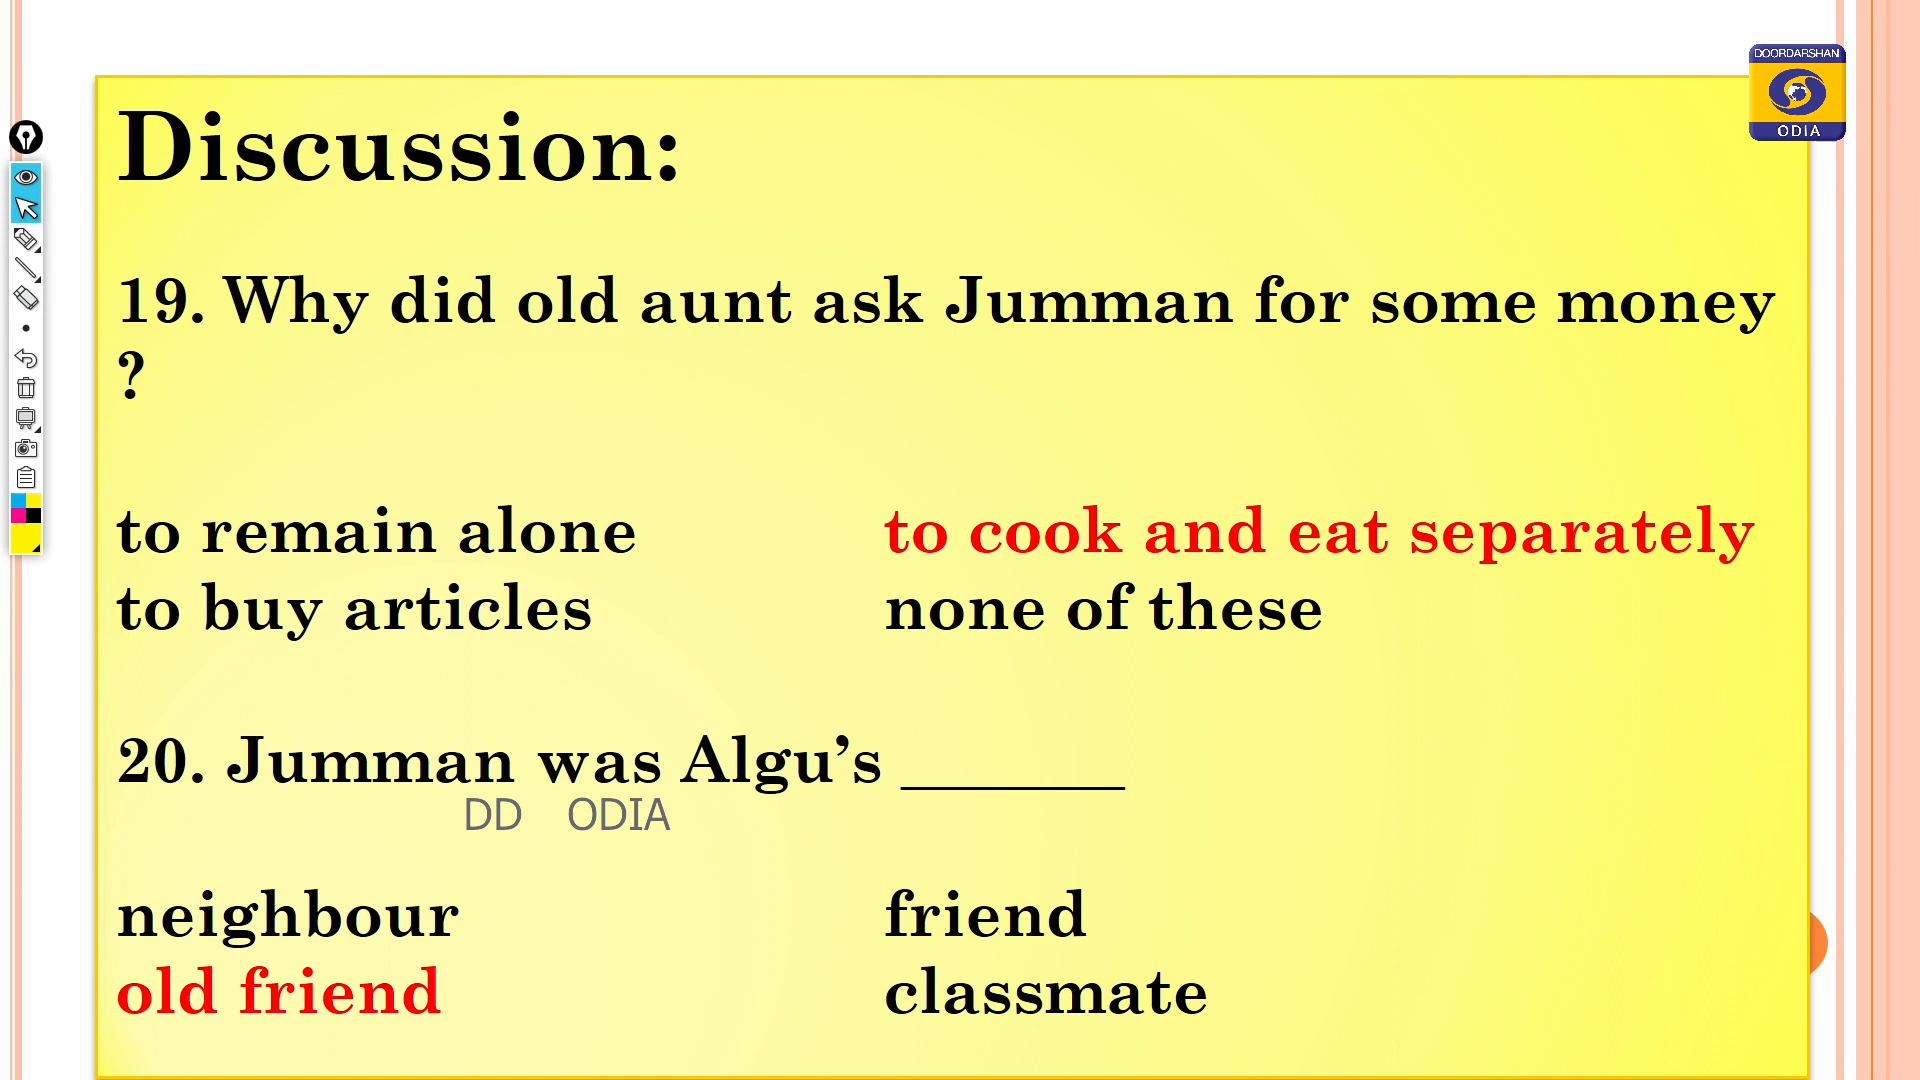 DOORDARSHAN
ODIA
Discussion:
19. Why did old aunt ask Jumman for some money
?
to remain alone to cook and eat separately
to buy articles none of these
20. Jumman was Algu’s _______
DD ODIA
neighbour friend
old friend classmate